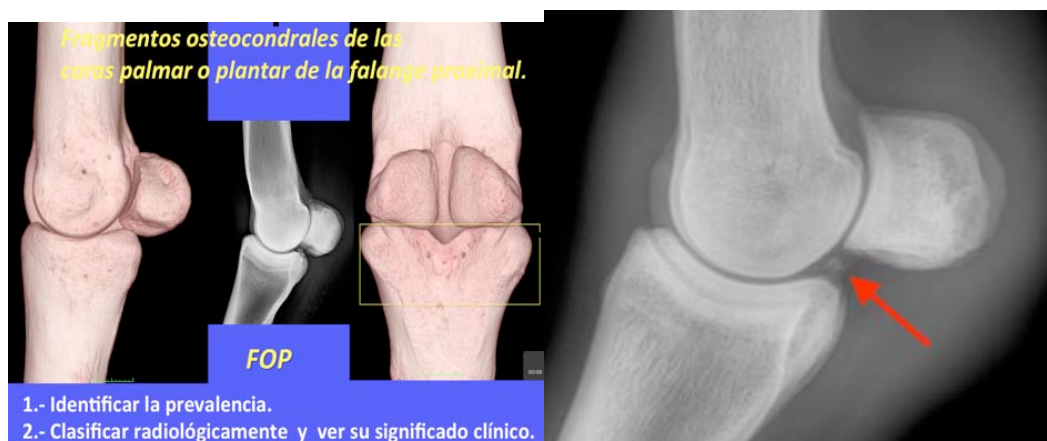 Fragmentos osteocondrales de las
caras palmar o plantar de la falange proximal.
FOP
1.- Identificar la prevalencia.
2.- Clasificar radiológicamente y ver su significado clínico.